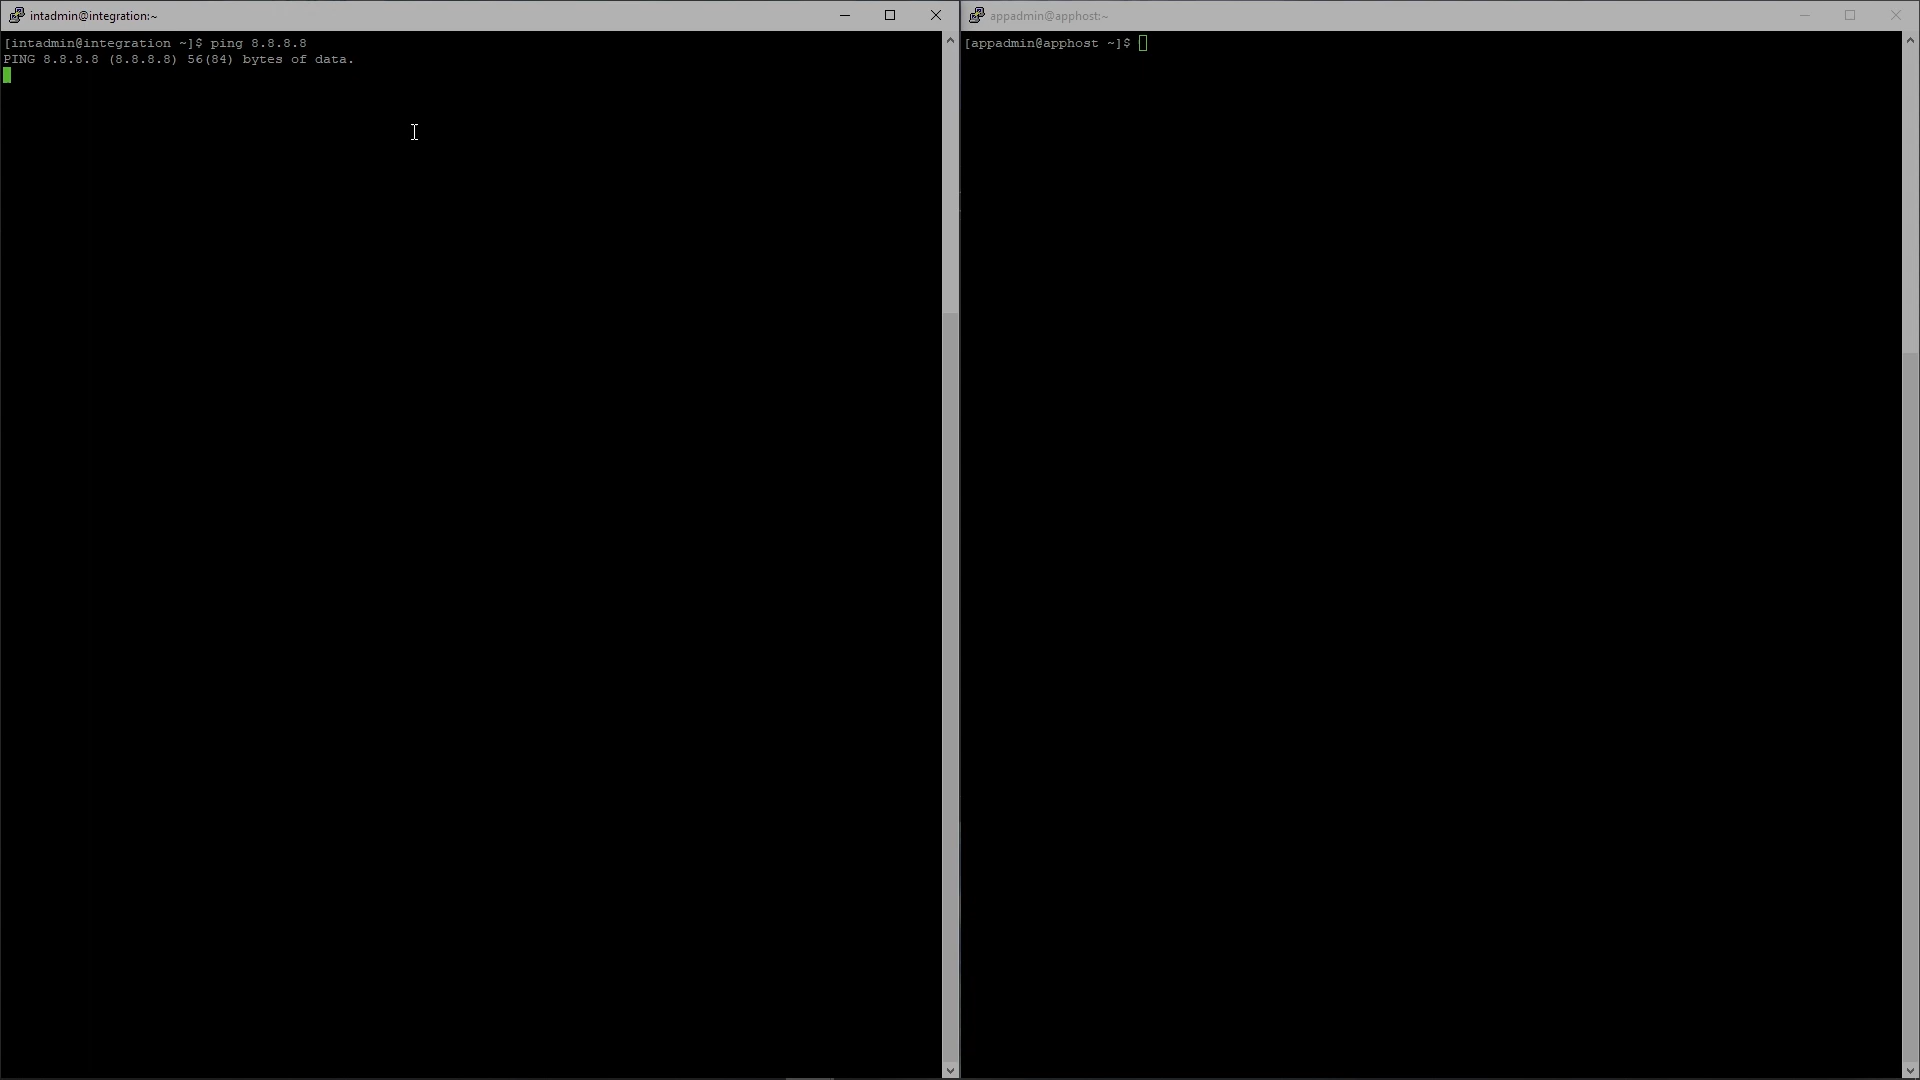 intadmin@integration:~
[intadmin@integration ~]$ ping 8.8.8.8
PING 8.8.8.8 (8.8.8.8) 56(84) bytes of data.
appadmin@apphost:~
[appadmin@apphost ~]$